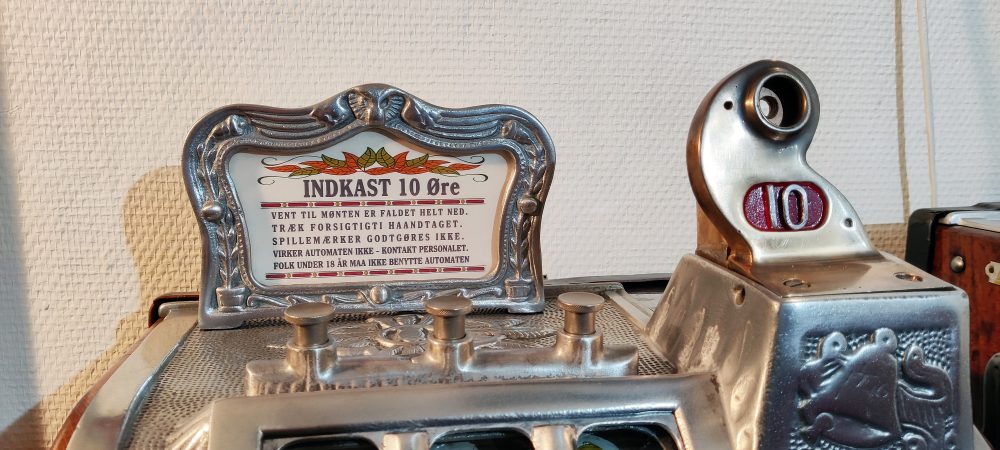 INDKAST 10 Øre
VENT TIL MØNTEN ER FALDET HELT NED.
TRÆK FORSIGTIGTI HAANDTAGET.
SPILLEMÆRKER GODTGØRES IKKE.
VIRKER AUTOMATEN IKKE - KONTAKT PERSONALET.
FOLK UNDER 18 ÅR MAA IKKE BENYTTE AUTOMATEN
10